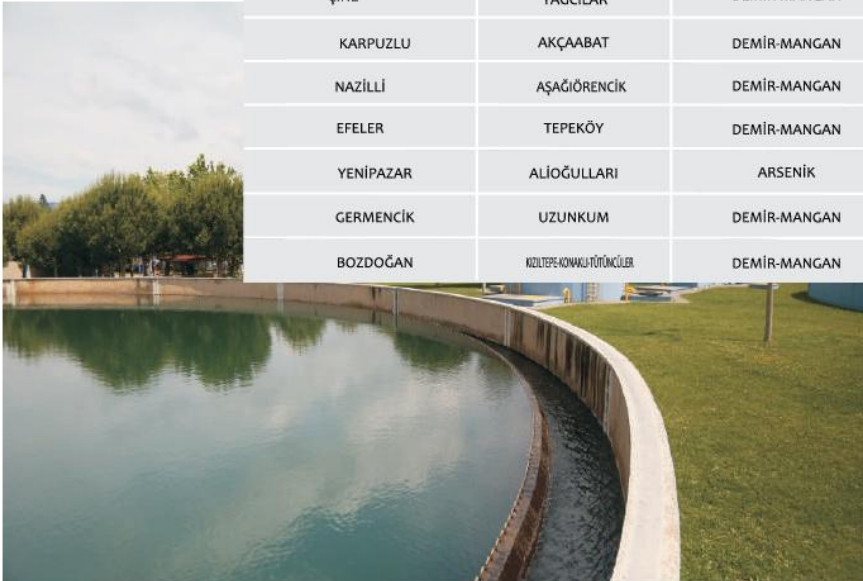 KARPUZLU AKÇAABAT DEMİR-MANGAN
NAZİLLİ AŞAĞIÖRENCİK DEMİR-MANGAN
EFELER TEPEKÖY DEMİR-MANGAN
YENİPAZAR ALİOĞULLARI ARSENİK
GERMENCİK UZUNKUM DEMİR-MANGAN
BOZDOĞAN KIZILTEPE-KONAKLI-TÜTÜNCÜLER DEMİR-MANGAN